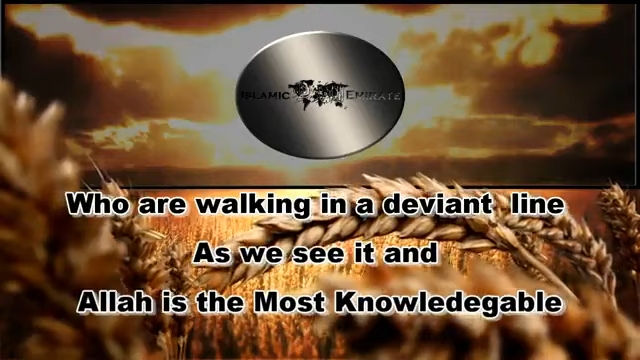 ISLAMIC EMIRATE
Who are walking in a deviant line
As we see it and
Allah is the Most Knowledegable